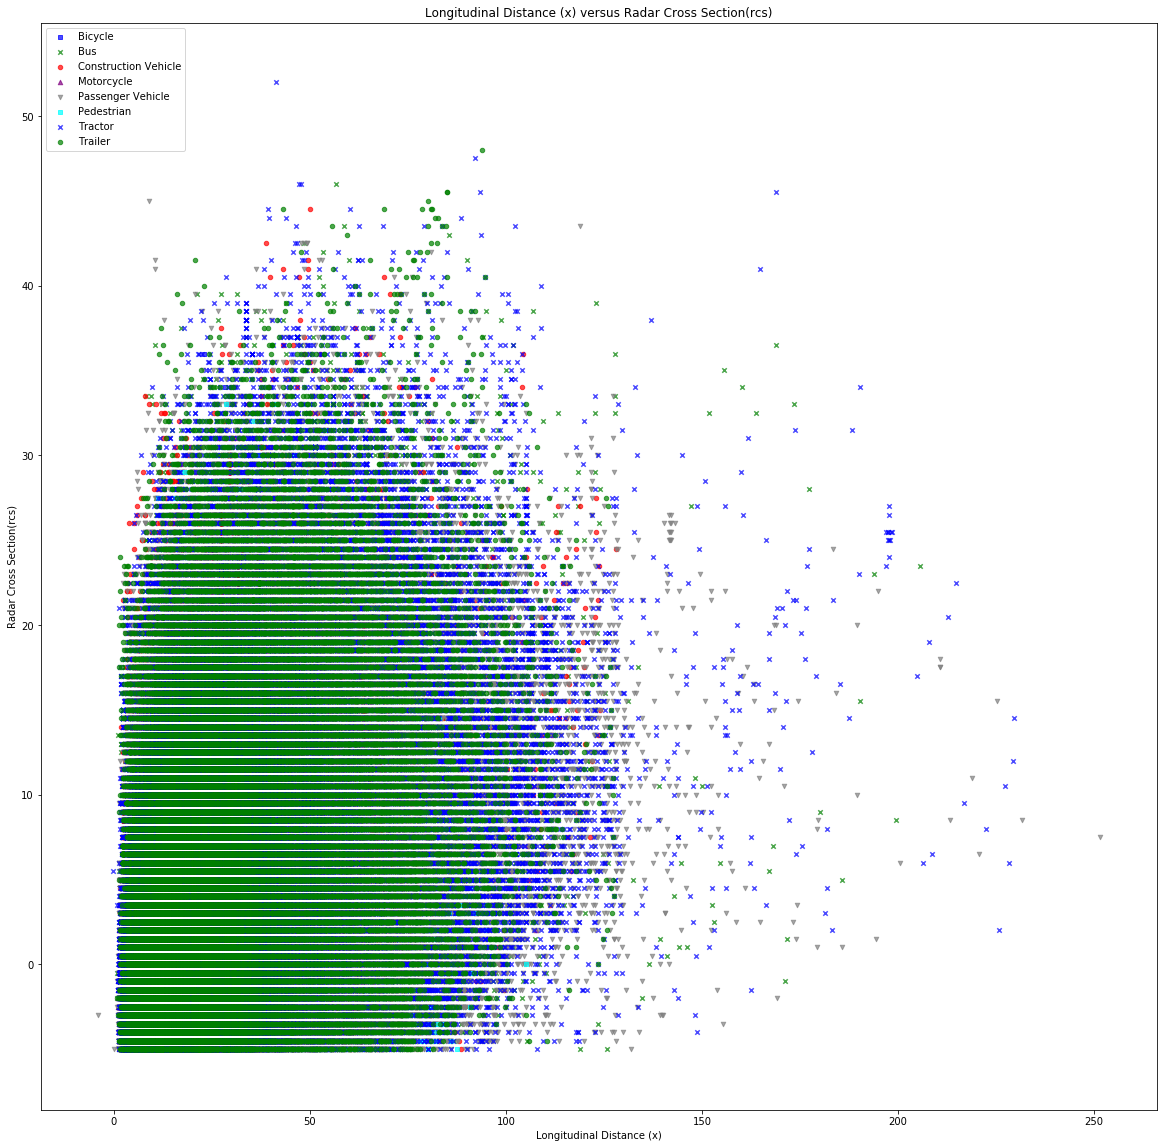 Longitudinal Distance (x) versus Radar Cross Section(rcs)
Bicycle
Bus
Construction Vehicle
Motorcycle
Passenger Vehicle
Pedestrian
Tractor
Trailer
50
40
30
20
10
0
Radar Cross Section(rcs)
0 50 100 150 200 250
Longitudinal Distance (x)